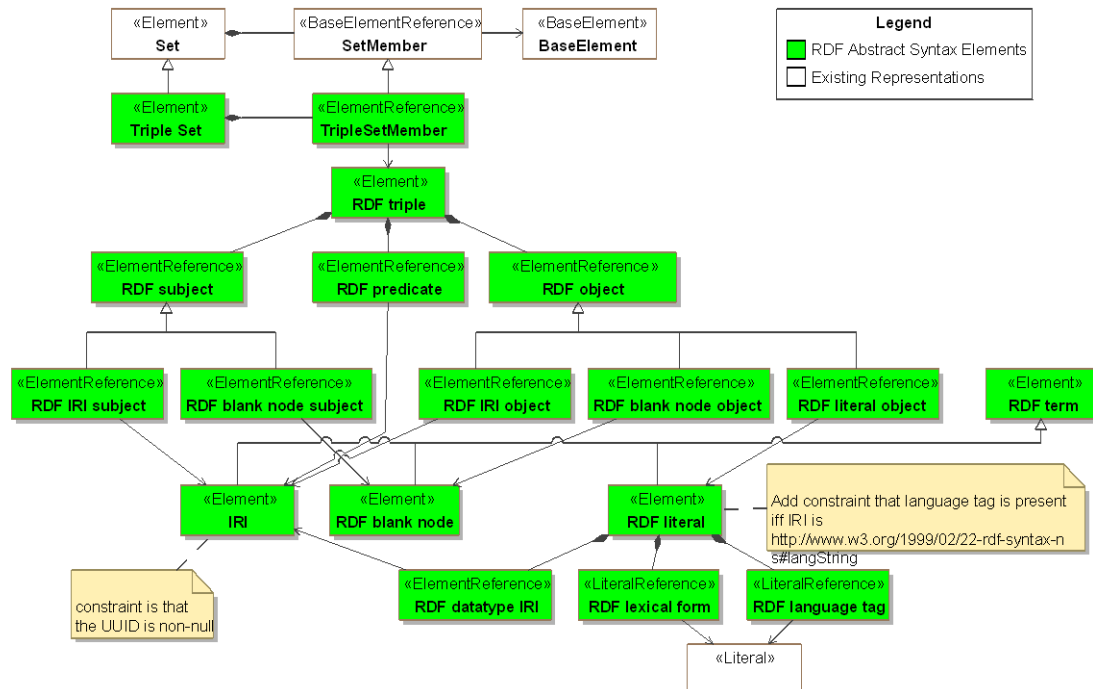 «Element»
Set
«BaseElementReference»
SetMember
«BaseElement»
BaseElement
Legend
RDF Abstract Syntax Elements
Existing Representations
«Element»
Triple Set
«ElementReference»
TripleSetMember
«Element»
RDF triple
«ElementReference»
RDF subject
«ElementReference»
RDF predicate
«ElementReference»
RDF object
«ElementReference»
RDF IRI subject
«ElementReference»
RDF blank node subject
«ElementReference»
RDF IRI object
«ElementReference»
RDF blank node object
«ElementReference»
RDF literal object
«Element»
RDF term
«Element»
IRI
«Element»
RDF blank node
«Element»
RDF literal
Add constraint that language tag is present
iff IRI is
http://www.w3.org/1999/02/22-rdf-syntax-n
s#langString
constraint is that
the UUID is non-null
«ElementReference»
RDF datatype IRI
«LiteralReference»
RDF lexical form
«LiteralReference»
RDF language tag
«Literal»